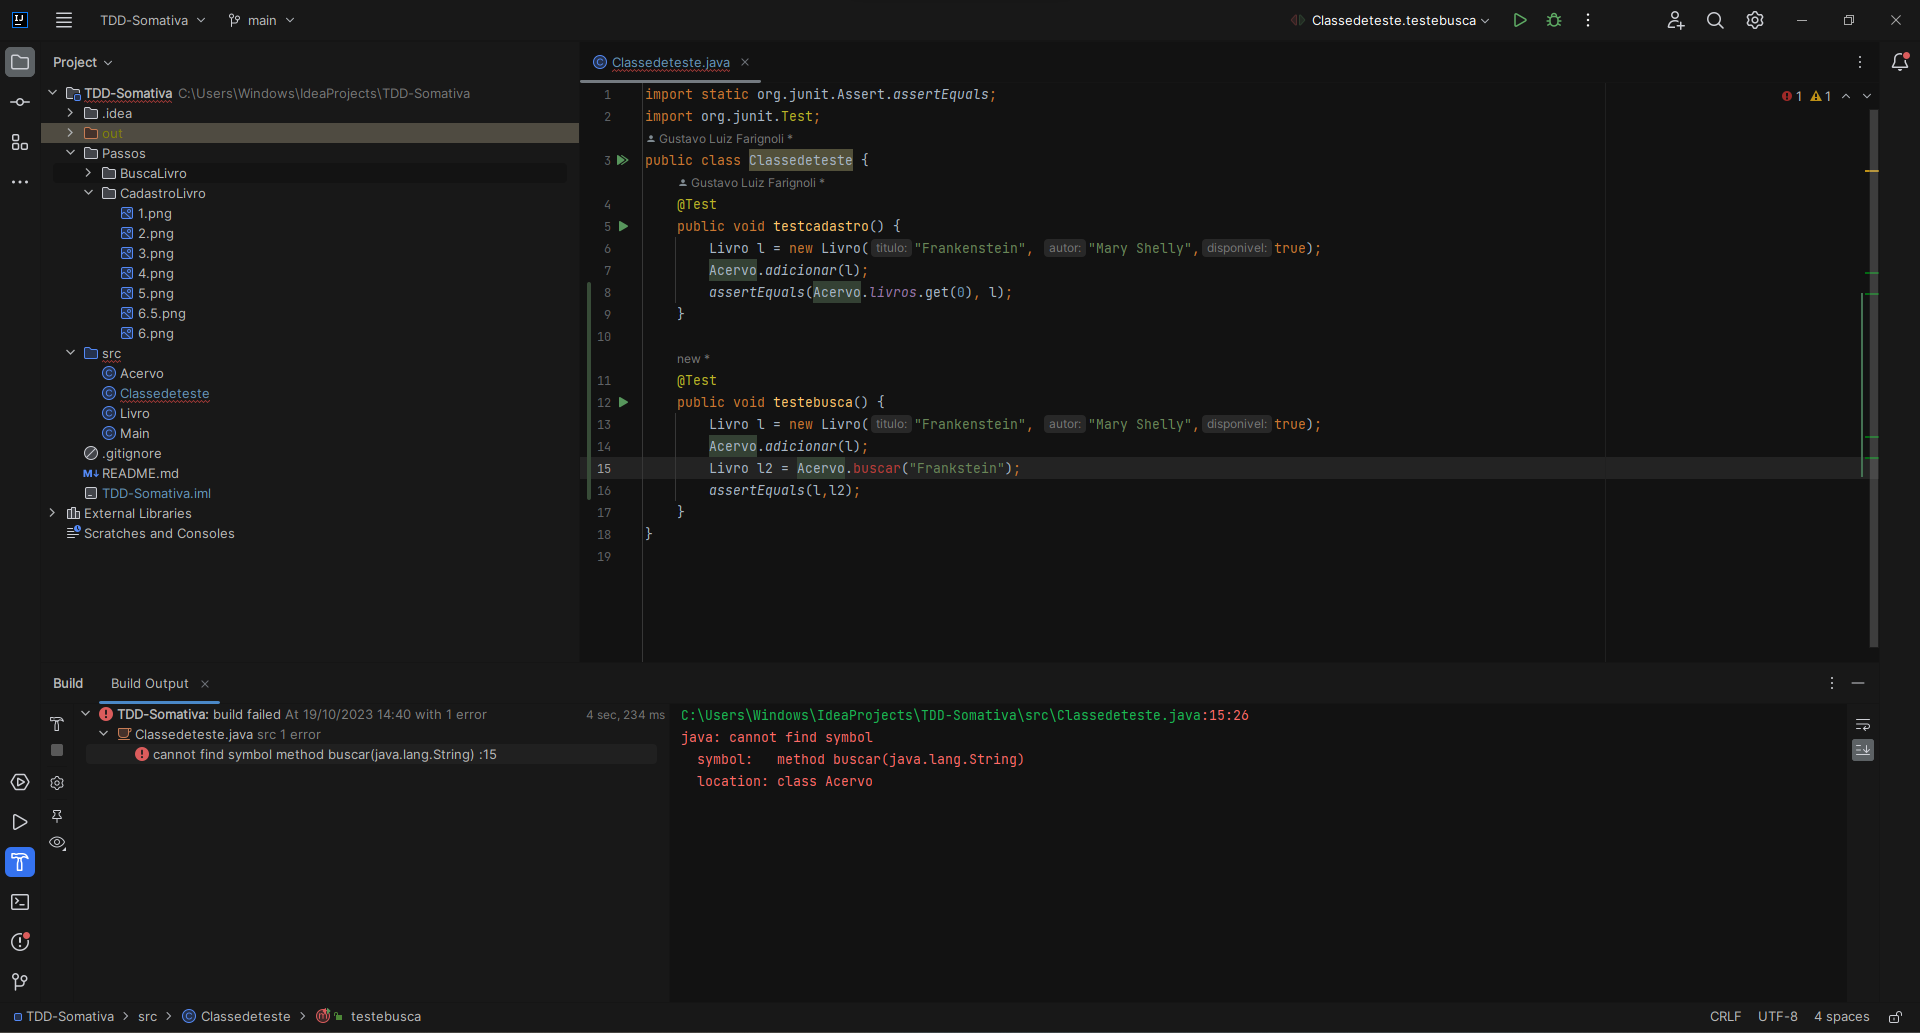 TDD-Somativa
main
Classedeteste.testebusca
Project
TDD-Somativa C:\Users\Windows\IdeaProjects\TDD-Somativa
.idea
out
Passos
BuscaLivro
CadastroLivro
1.png
2.png
3.png
4.png
5.png
6.5.png
6.png
src
Acervo
Classedeteste
Livro
Main
.gitignore
README.md
TDD-Somativa.iml
External Libraries
Scratches and Consoles
Classedeteste.java
1 1
1 import static org.junit.Assert.assertEquals;
2 import org.junit.Test;
Gustavo Luiz Farignoli *
3 public class Classedeteste {
Gustavo Luiz Farignoli *
4 @Test
5 public void testcadastro() {
6 Livro l = new Livro( titulo: "Frankenstein", autor: "Mary Shelly", disponivel: true);
7 Acervo.adicionar(l);
8 assertEquals(Acervo.livros.get(0), l);
9 }
10
new *
11 @Test
12 public void testebusca() {
13 Livro l = new Livro( titulo: "Frankenstein", autor: "Mary Shelly", disponivel: true);
14 Acervo.adicionar(l);
15 Livro l2 = Acervo.buscar("Frankstein");
16 assertEquals(l,l2);
17 }
18 }
19
Build
Build Output
TDD-Somativa: build failed At 19/10/2023 14:40 with 1 error 4 sec, 234 ms
Classedeteste.java src 1 error
cannot find symbol method buscar(java.lang.String) :15
C:\Users\Windows\IdeaProjects\TDD-Somativa\src\Classedeteste.java:15:26
java: cannot find symbol
symbol: method buscar(java.lang.String)
location: class Acervo
TDD-Somativa > src > Classedeteste > testebusca
CRLF UTF-8 4 spaces